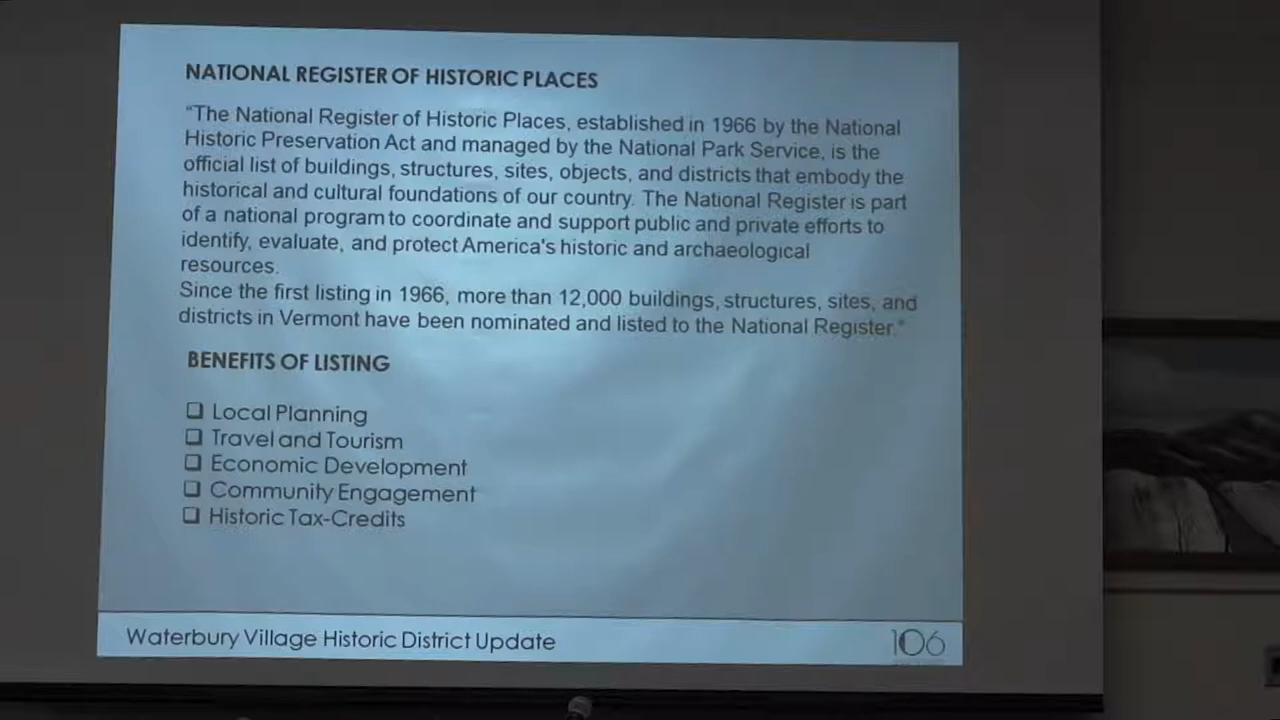 NATIONAL REGISTER OF HISTORIC PLACES
“The National Register of Historic Places, established in 1966 by the National
Historic Preservation Act and managed by the National Park Service, is the
official list of buildings, structures, sites, objects, and districts that embody the
historical and cultural foundations of our country. The National Register is part
of a national program to coordinate and support public and private efforts to
identify, evaluate, and protect America's historic and archaeological
resources.
Since the first listing in 1966, more than 12,000 buildings, structures, sites, and
districts in Vermont have been nominated and listed to the National Register.”
BENEFITS OF LISTING
❑ Local Planning
❑ Travel and Tourism
❑ Economic Development
❑ Community Engagement
❑ Historic Tax-Credits
Waterbury Village Historic District Update
106